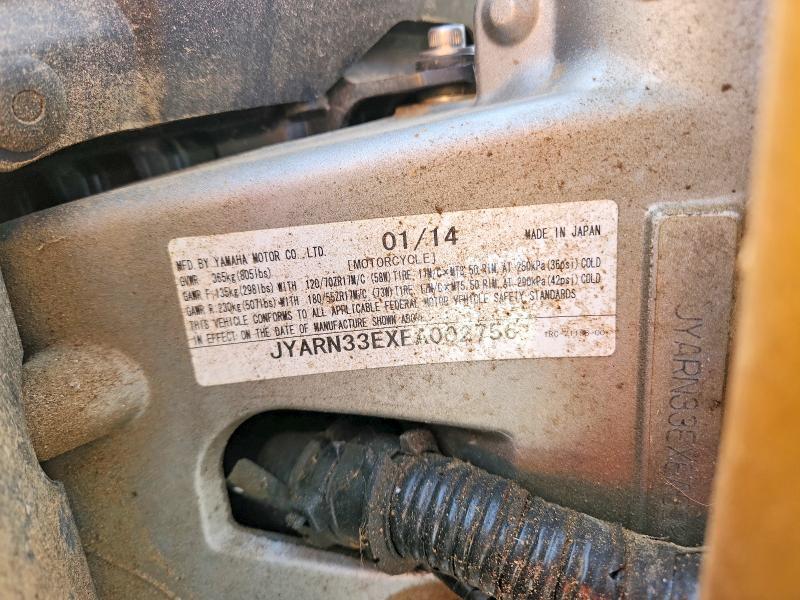 01/14
MFD BY YAMAHA MOTOR CO.,LTD. MADE IN JAPAN
[MOTORCYCLE]
GVWR. 365kg(805lbs)
GAWR F.135kg(298lbs)WITH 120/70ZR17M/C (58W)TIRE, 17M/C×MT3.50 RIM, AT 250kPa(36psi)COLD
GAWR R.230kg(507lbs)WITH 180/55ZR17M/C (73W)TIRE, 17M/C×MT5.50 RIM, AT 290kPa(42psi)COLD
THIS VEHICLE CONFORMS TO ALL APPLICABLE FEDERAL MOTOR VEHICLE SAFETY STANDARDS
IN EFFECT ON THE DATE OF MANUFACTURE SHOWN ABOVE.
JYARN33EXEA002756
JYARN33EXE